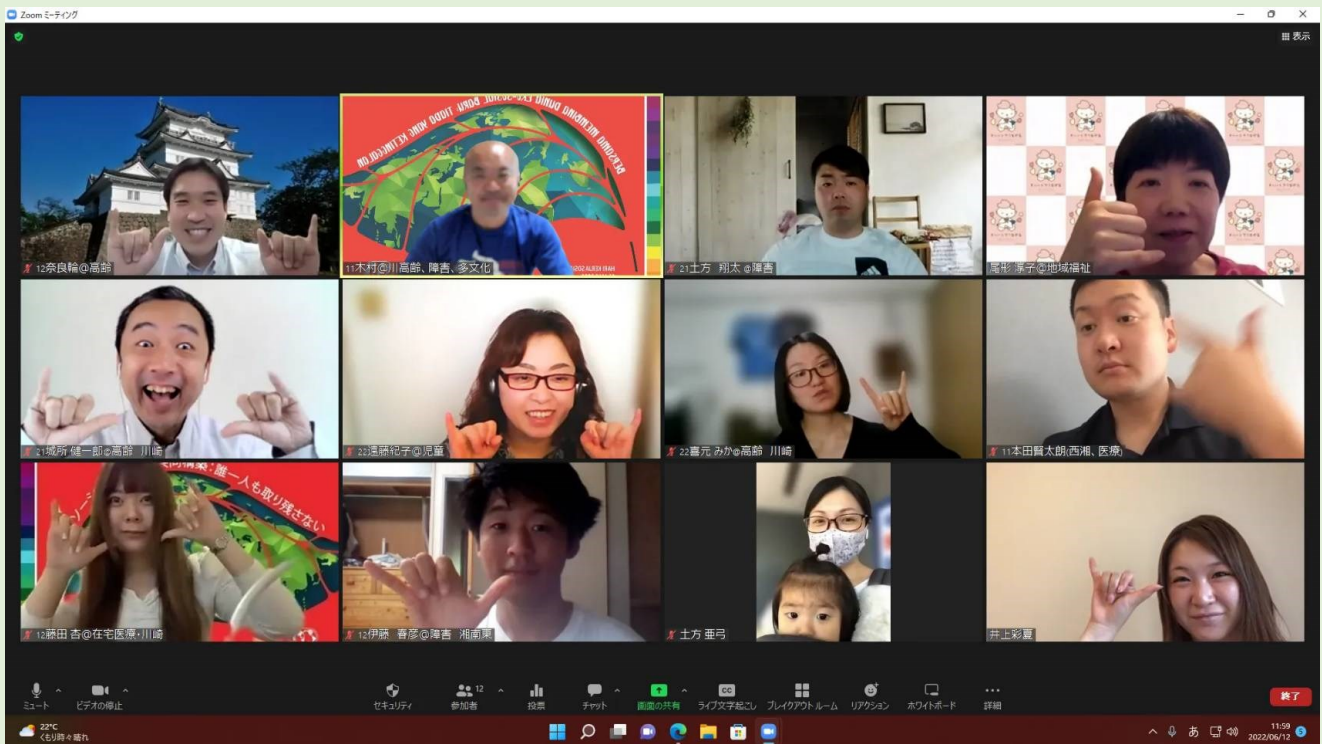 Zoom ミーティング
表示
12奈良輪@高齢
11木村@川高齢、障害、多文化
21土方 翔太 @障害
尾形 淳子@地域福祉
21城所 健一郎@高齢 川崎
22遠藤紀子@児童
22喜元 みか@高齢 川崎
11本田賢太朗(西湘、医療)
誰一人も取り残さない
12藤田 杏@在宅医療・川崎
12伊藤 春彦@障害 湘南東
土方 亜弓
井上彩夏
ミュート
ビデオの停止
セキュリティ
12
参加者
投票
チャット
画面の共有
CC
ライブ文字起こし
ブレイクアウト ルーム
リアクション
ホワイトボード
詳細
終了
22°C
くもり時々晴れ
あ
11:59
2022/06/12
5